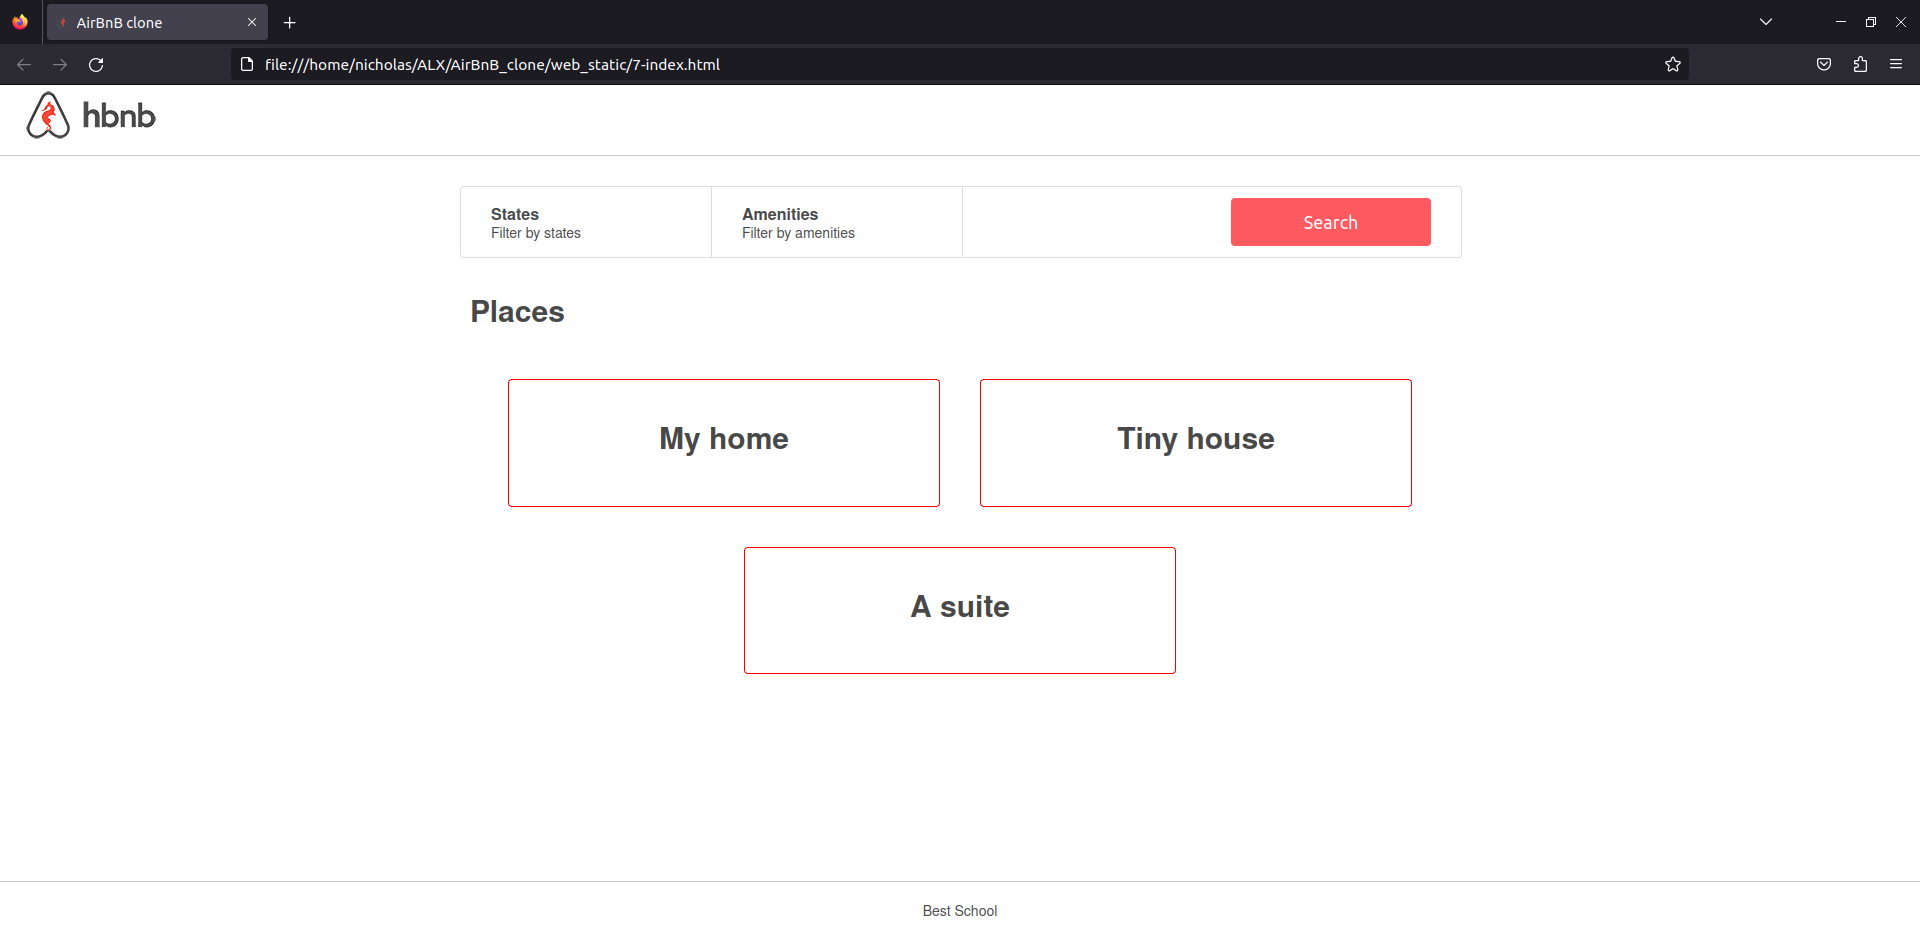 AirBnB clone
file:///home/nicholas/ALX/AirBnB_clone/web_static/7-index.html
hbnb
States
Filter by states
Amenities
Filter by amenities
Search
Places
My home
Tiny house
A suite
Best School